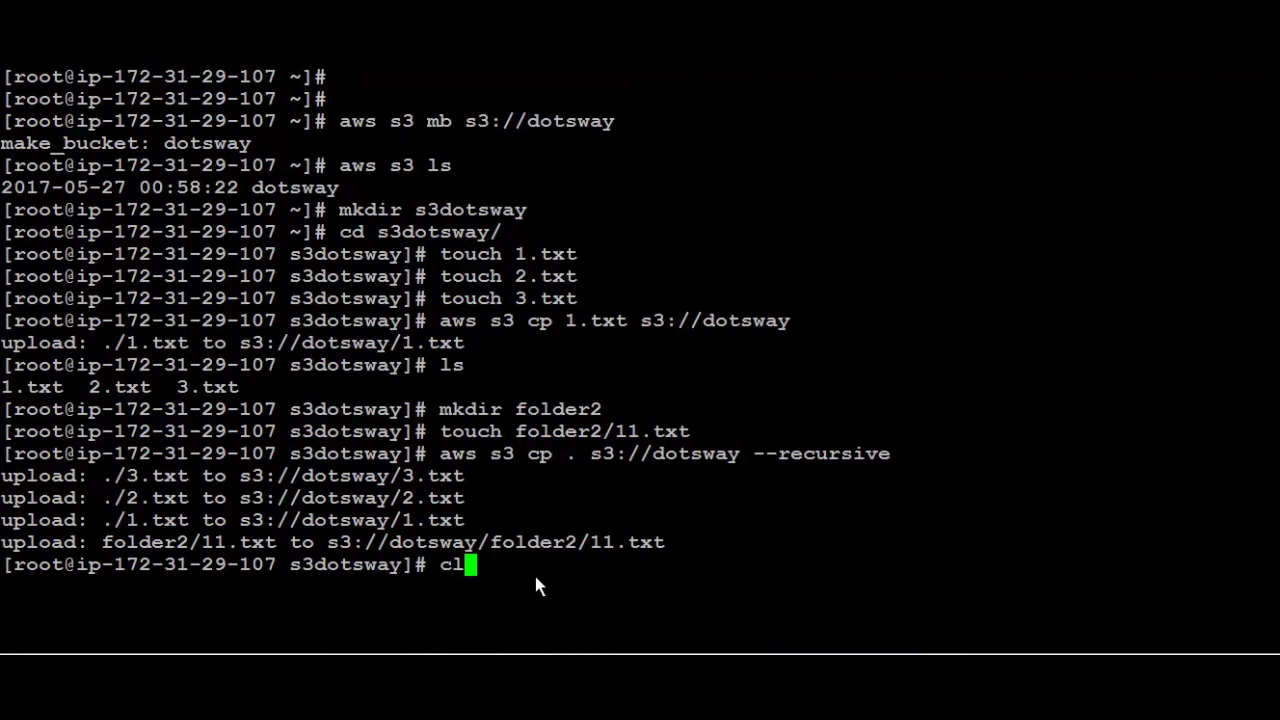 [root@ip-172-31-29-107 ~]#
[root@ip-172-31-29-107 ~]#
[root@ip-172-31-29-107 ~]# aws s3 mb s3://dotsway
make_bucket: dotsway
[root@ip-172-31-29-107 ~]# aws s3 ls
2017-05-27 00:58:22 dotsway
[root@ip-172-31-29-107 ~]# mkdir s3dotsway
[root@ip-172-31-29-107 ~]# cd s3dotsway/
[root@ip-172-31-29-107 s3dotsway]# touch 1.txt
[root@ip-172-31-29-107 s3dotsway]# touch 2.txt
[root@ip-172-31-29-107 s3dotsway]# touch 3.txt
[root@ip-172-31-29-107 s3dotsway]# aws s3 cp 1.txt s3://dotsway
upload: ./1.txt to s3://dotsway/1.txt
[root@ip-172-31-29-107 s3dotsway]# ls
1.txt  2.txt  3.txt
[root@ip-172-31-29-107 s3dotsway]# mkdir folder2
[root@ip-172-31-29-107 s3dotsway]# touch folder2/11.txt
[root@ip-172-31-29-107 s3dotsway]# aws s3 cp . s3://dotsway --recursive
upload: ./3.txt to s3://dotsway/3.txt
upload: ./2.txt to s3://dotsway/2.txt
upload: ./1.txt to s3://dotsway/1.txt
upload: folder2/11.txt to s3://dotsway/folder2/11.txt
[root@ip-172-31-29-107 s3dotsway]# cl